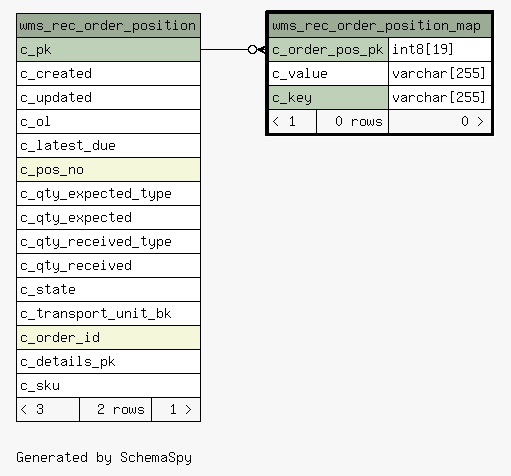 wms_rec_order_position
c_pk
c_created
c_updated
c_ol
c_latest_due
c_pos_no
c_qty_expected_type
c_qty_expected
c_qty_received_type
c_qty_received
c_state
c_transport_unit_bk
c_order_id
c_details_pk
c_sku
< 3 2 rows 1 >
wms_rec_order_position_map
c_order_pos_pk int8[19]
c_value varchar[255]
c_key varchar[255]
< 1 0 rows 0 >
Generated by SchemaSpy